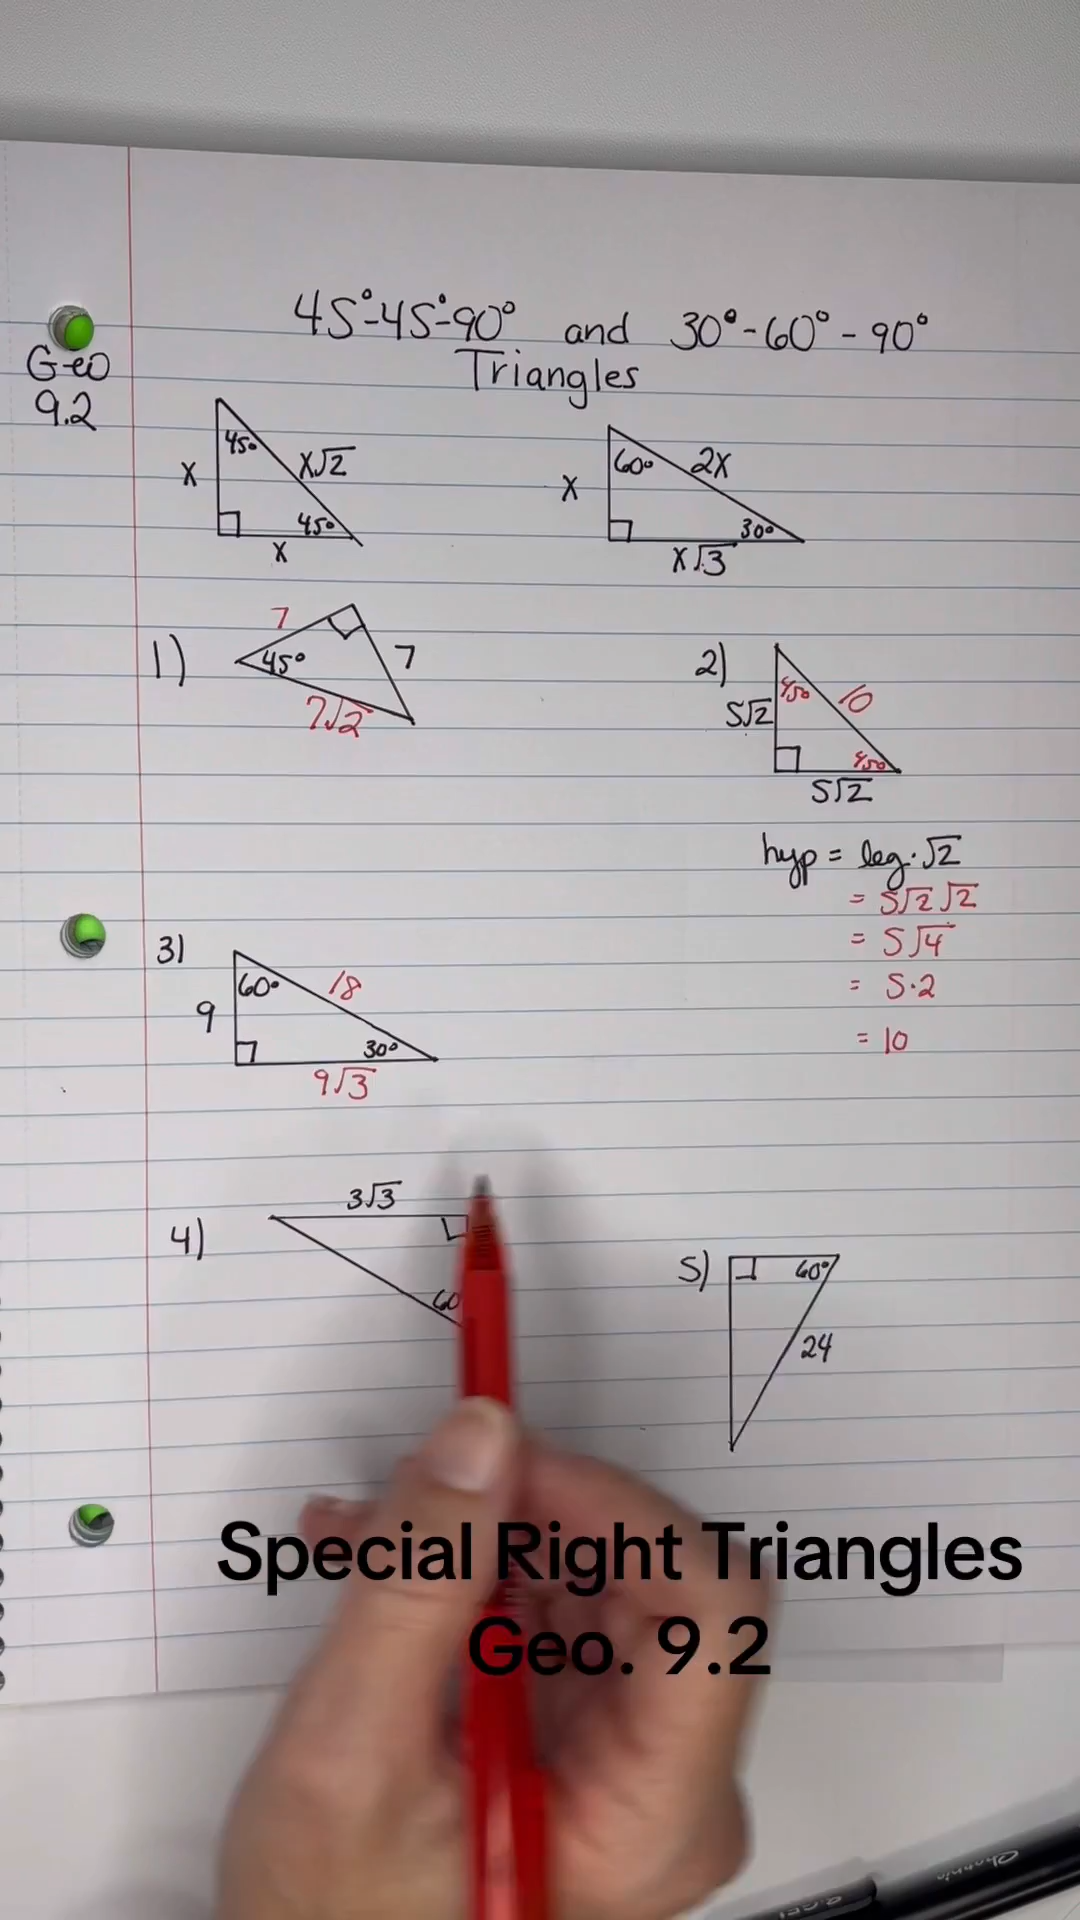 45°-45°-90° and 30°-60°-90°
Triangles
Geo
9.2
45°
x
x√2
45°
x
60°
2x
x
30°
x√3
1)
7
45°
7
7√2
2)
45°
10
5√2
45°
5√2
hyp = leg·√2
= 5√2√2
= 5√4
= 5·2
= 10
3)
60°
18
9
30°
9√3
4)
3√3
60
5)
60°
24
Special Right Triangles
Geo. 9.2